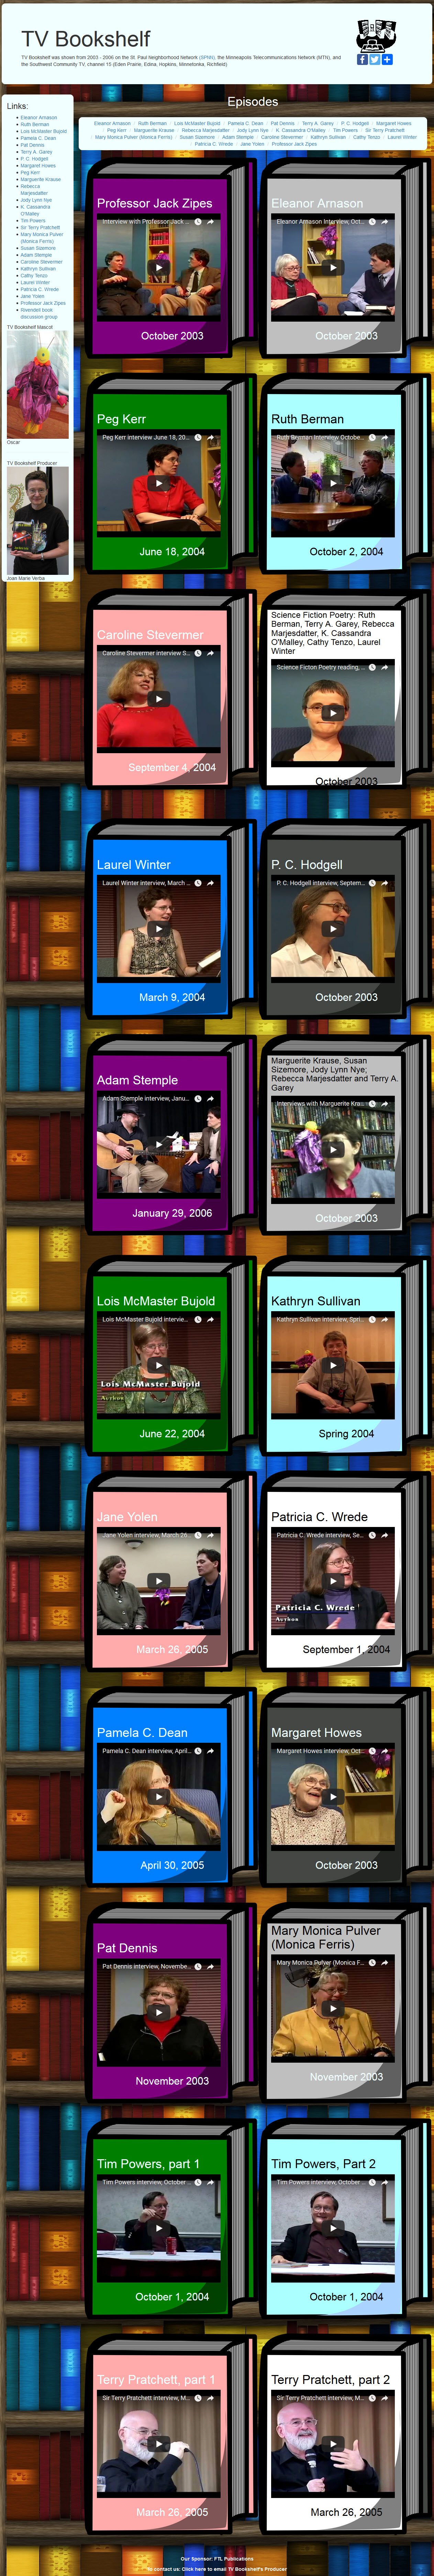 TV Bookshelf
TV Bookshelf was shown from 2003 - 2006 on the St. Paul Neighborhood Network (SPNN), the Minneapolis Telecommunications Network (MTN), and
the Southwest Community TV, channel 15 (Eden Prairie, Edina, Hopkins, Minnetonka, Richfield)
Links:
Eleanor Arnason
Ruth Berman
Lois McMaster Bujold
Pamela C. Dean
Pat Dennis
Terry A. Garey
P. C. Hodgell
Margaret Howes
Peg Kerr
Marguerite Krause
Rebecca
Marjesdatter
Jody Lynn Nye
K. Cassandra
O'Malley
Tim Powers
Sir Terry Pratchett
Mary Monica Pulver
(Monica Ferris)
Susan Sizemore
Adam Stemple
Caroline Stevermer
Kathryn Sullivan
Cathy Tenzo
Laurel Winter
Patricia C. Wrede
Jane Yolen
Professor Jack Zipes
Rivendell book
discussion group
TV Bookshelf Mascot
Oscar
TV Bookshelf Producer:
Joan Marie Verba
Episodes
Eleanor Arnason Ruth Berman Lois McMaster Bujold Pamela C. Dean Pat Dennis Terry A. Garey P. C. Hodgell Margaret Howes
Peg Kerr Marguerite Krause Rebecca Marjesdatter Jody Lynn Nye K. Cassandra O'Malley Tim Powers Sir Terry Pratchett
Mary Monica Pulver (Monica Ferris) Susan Sizemore Adam Stemple Caroline Stevermer Kathryn Sullivan Cathy Tenzo Laurel Winter
Patricia C. Wrede Jane Yolen Professor Jack Zipes
Professor Jack Zipes
Interview with Professor Jack...
October 2003
Eleanor Arnason
Eleanor Arnason Interview, Oct...
October 2003
Peg Kerr
Peg Kerr interview June 18, 20...
June 18, 2004
Ruth Berman
Ruth Berman Interview Octobe...
October 2, 2004
Caroline Stevermer
Caroline Stevermer interview S...
September 4, 2004
Science Fiction Poetry: Ruth
Berman, Terry A. Garey, Rebecca
Marjesdatter, K. Cassandra
O'Malley, Cathy Tenzo, Laurel
Winter
Science Ficton Poetry reading, ...
October 2003
Laurel Winter
Laurel Winter interview, March ...
March 9, 2004
P. C. Hodgell
P. C. Hodgell interview, Septem...
October 2003
Adam Stemple
Adam Stemple interview, Janu...
January 29, 2006
Marguerite Krause, Susan
Sizemore, Jody Lynn Nye;
Rebecca Marjesdatter and Terry A.
Garey
Interviews with Marguerite Kra...
October 2003
Lois McMaster Bujold
Lois McMaster Bujold intervie...
Lois McMaster Bujold
Author
June 22, 2004
Kathryn Sullivan
Kathryn Sullivan interview, Spri...
Spring 2004
Jane Yolen
Jane Yolen interview, March 26...
March 26, 2005
Patricia C. Wrede
Patricia C. Wrede interview, Se...
Patricia C. Wrede
Author
September 1, 2004
Pamela C. Dean
Pamela C. Dean interview, April...
April 30, 2005
Margaret Howes
Margaret Howes interview, Oct...
October 2003
Pat Dennis
Pat Dennis interview, Novembe...
November 2003
Mary Monica Pulver
(Monica Ferris)
Mary Monica Pulver (Monica F...
November 2003
Tim Powers, part 1
Tim Powers interview, October ...
October 1, 2004
Tim Powers, Part 2
Tim Powers interview, October ...
October 1, 2004
Terry Pratchett, part 1
Sir Terry Pratchett interview, M...
March 26, 2005
Terry Pratchett, part 2
Sir Terry Pratchett interview, M...
March 26, 2005
Our Sponsor: FTL Publications
To contact us: Click here to email TV Bookshelf's Producer